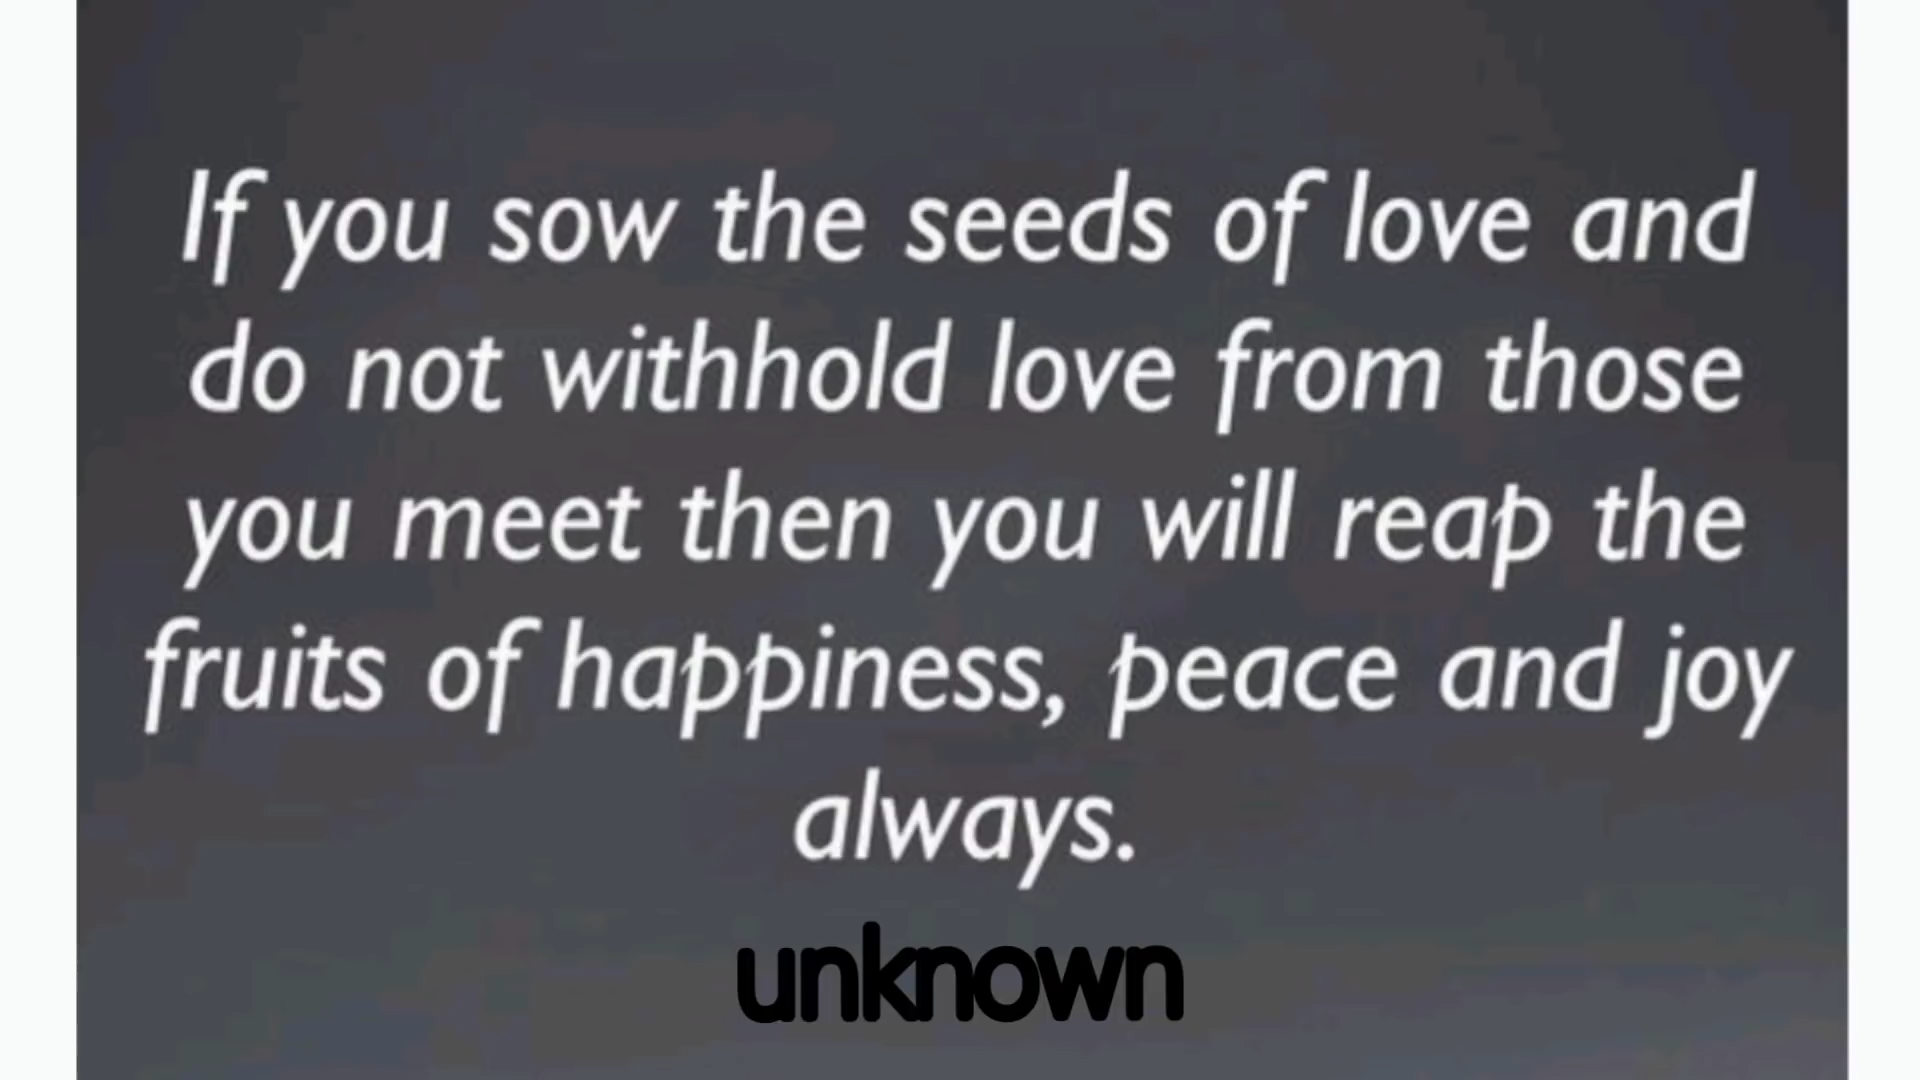 If you sow the seeds of love and
do not withhold love from those
you meet then you will reap the
fruits of happiness, peace and joy
always.
unknown